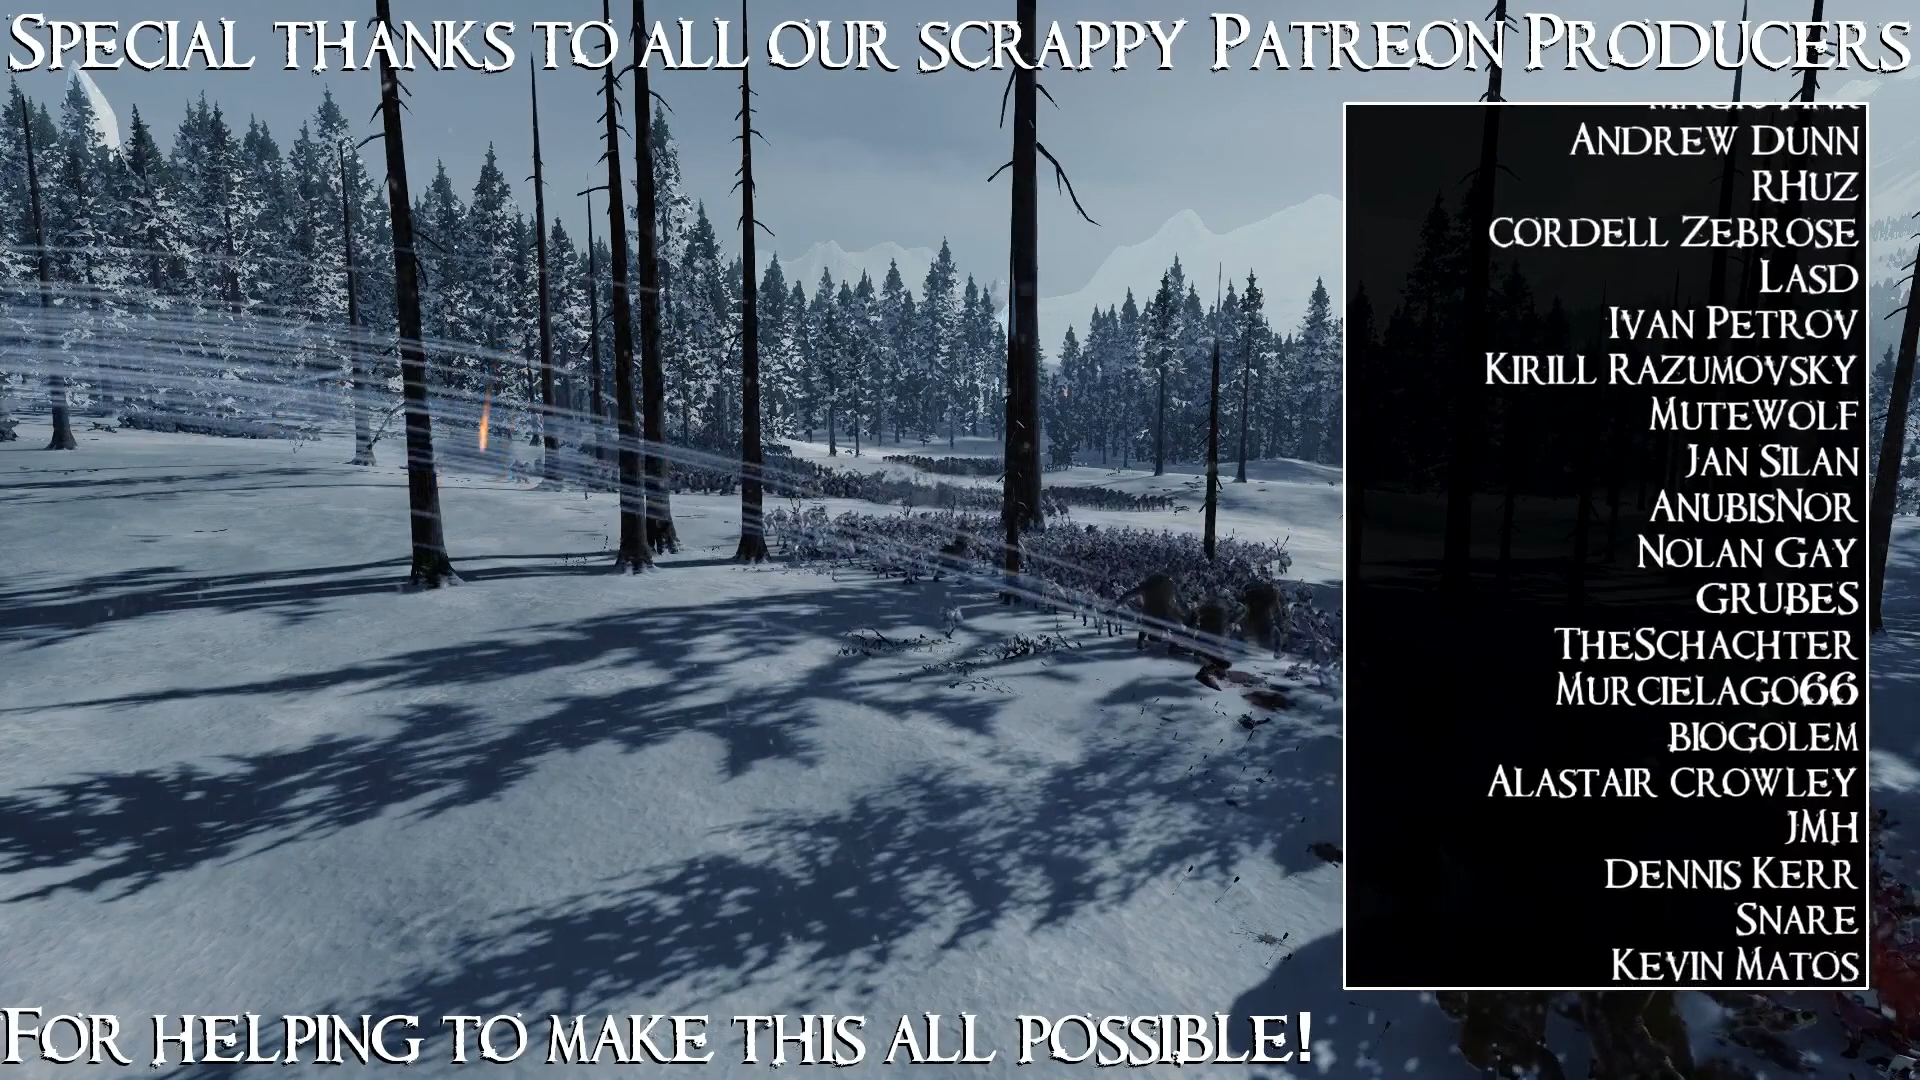 Special thanks to all our scrappy Patreon Producers
Andrew Dunn
RHuz
Cordell Zebrose
Lasd
Ivan Petrov
Kirill Razumovsky
MuteWolf
Jan Silan
AnubisNor
Nolan Gay
Grubes
TheSchachter
Murcielago66
biogolem
Alastair Crowley
JMH
Dennis Kerr
Snare
Kevin Matos
For helping to make this all possible!